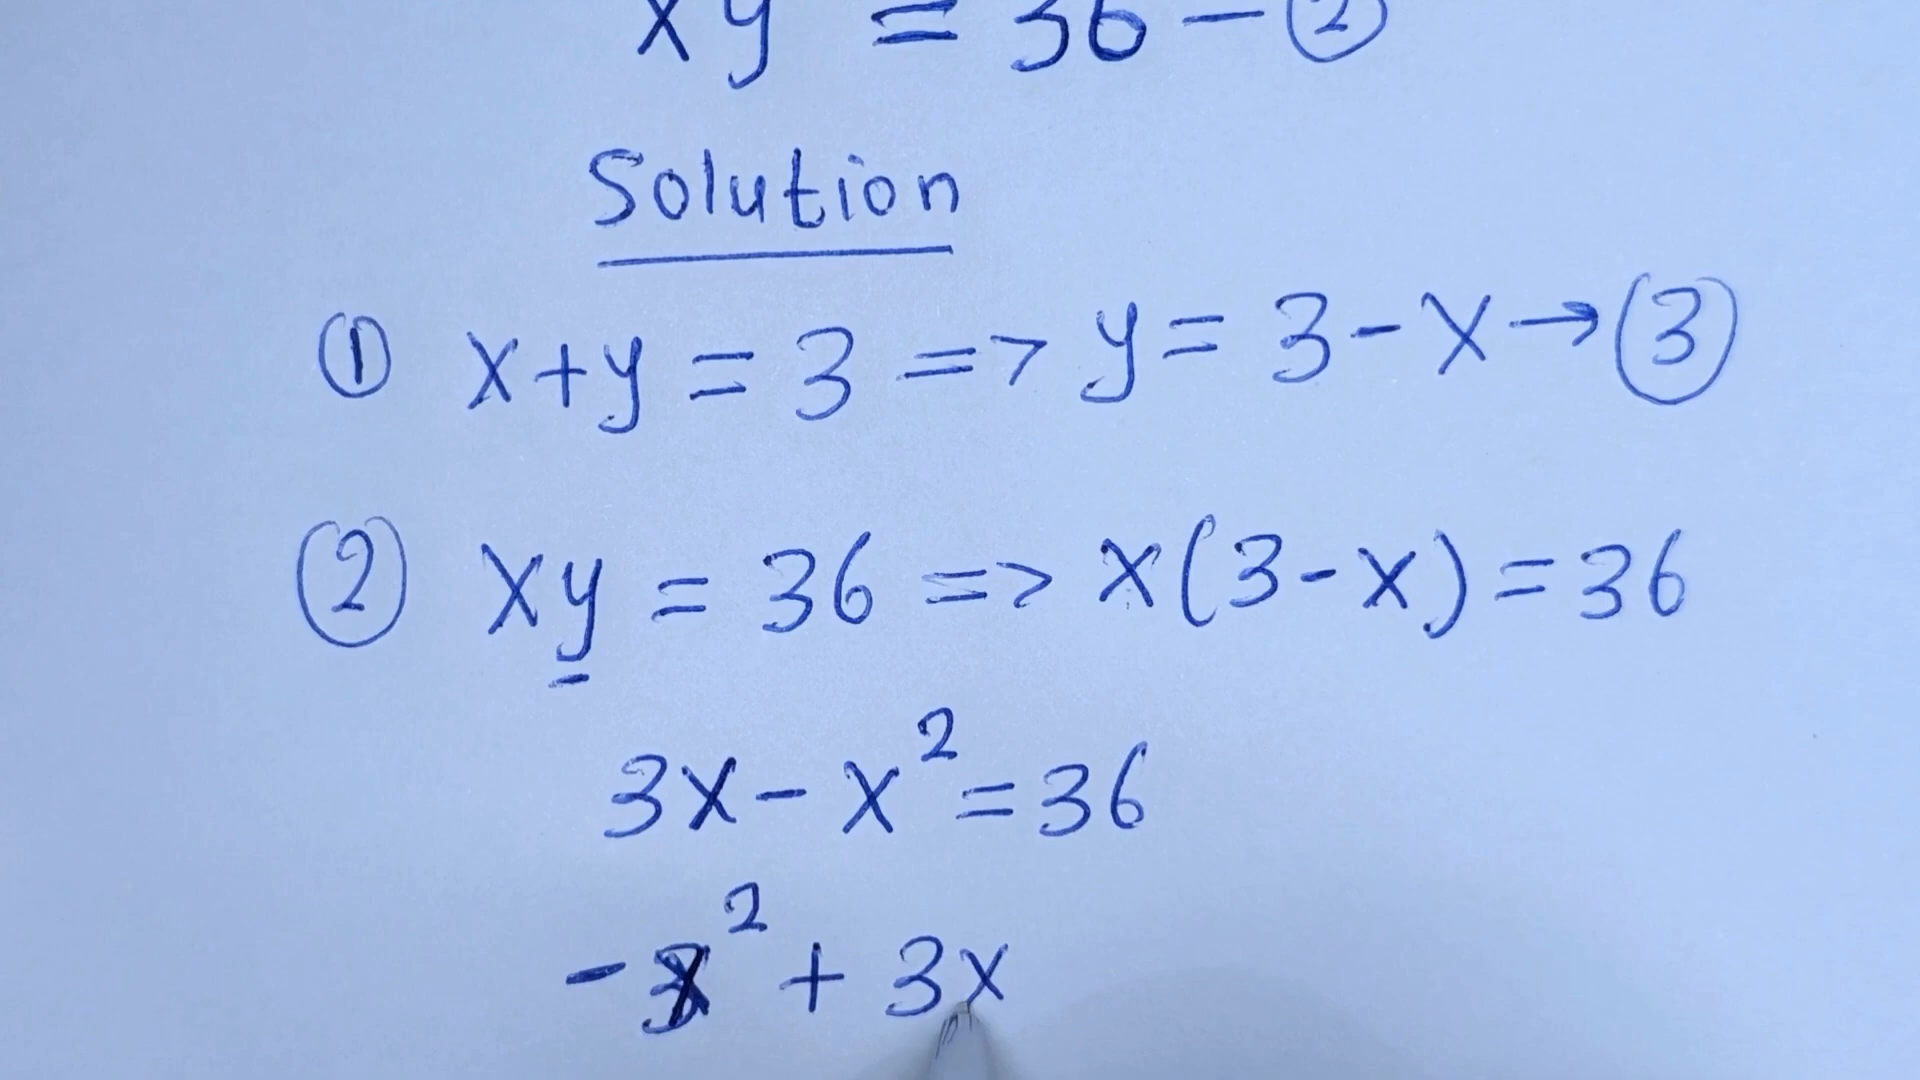 xy = 36 - ②
Solution
① x+y = 3 => y = 3 - x → ③
② xy = 36 => x(3-x) = 36
3x - x² = 36
-x² + 3x